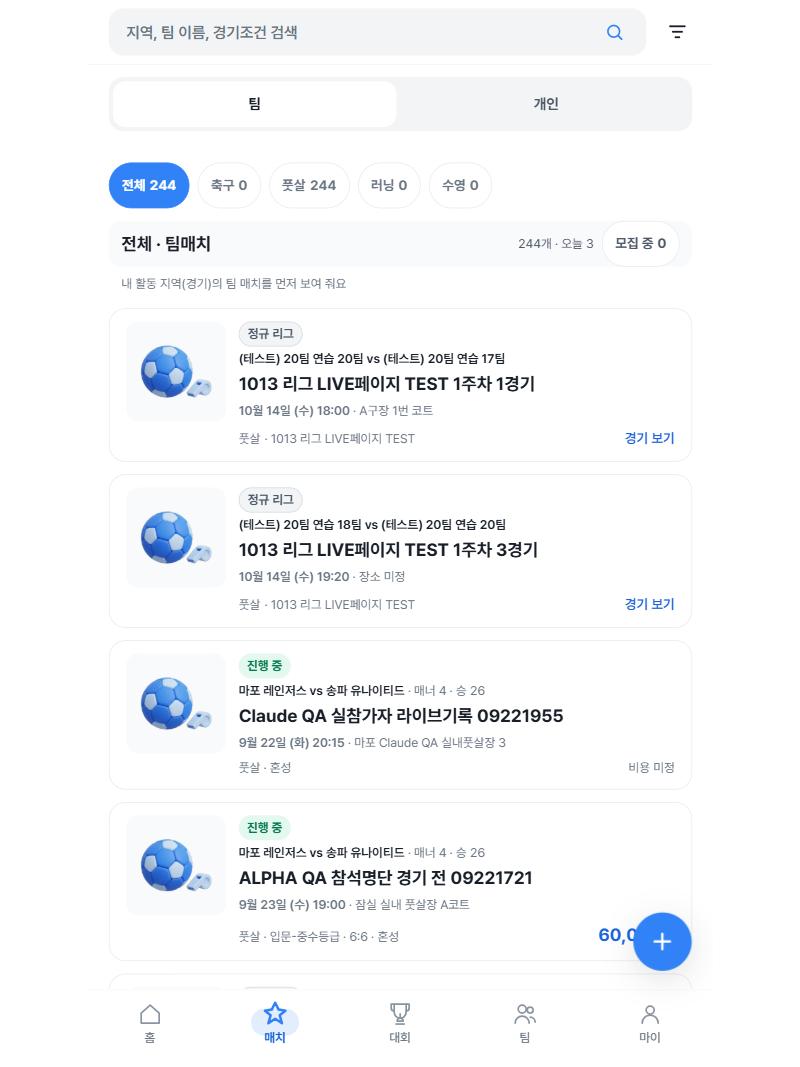 지역, 팀 이름, 경기조건 검색
팀
개인
전체 244
축구 0
풋살 244
러닝 0
수영 0
전체 · 팀매치
244개 · 오늘 3
모집 중 0
내 활동 지역(경기)의 팀 매치를 먼저 보여 줘요
정규 리그
(테스트) 20팀 연습 20팀 vs (테스트) 20팀 연습 17팀
1013 리그 LIVE페이지 TEST 1주차 1경기
10월 14일 (수) 18:00 · A구장 1번 코트
풋살 · 1013 리그 LIVE페이지 TEST
경기 보기
정규 리그
(테스트) 20팀 연습 18팀 vs (테스트) 20팀 연습 20팀
1013 리그 LIVE페이지 TEST 1주차 3경기
10월 14일 (수) 19:20 · 장소 미정
풋살 · 1013 리그 LIVE페이지 TEST
경기 보기
진행 중
마포 레인저스 vs 송파 유나이티드 · 매너 4 · 승 26
Claude QA 실참가자 라이브기록 09221955
9월 22일 (화) 20:15 · 마포 Claude QA 실내풋살장 3
풋살 · 혼성
비용 미정
진행 중
마포 레인저스 vs 송파 유나이티드 · 매너 4 · 승 26
ALPHA QA 참석명단 경기 전 09221721
9월 23일 (수) 19:00 · 잠실 실내 풋살장 A코트
풋살 · 입문-중수등급 · 6:6 · 혼성
60,0
홈
매치
대회
팀
마이